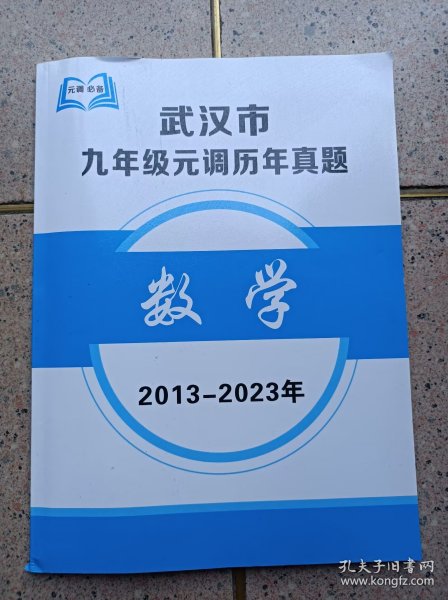 元调 必备
武汉市
九年级元调历年真题
数学
2013-2023年
孔夫子旧书网
www.kongfz.com